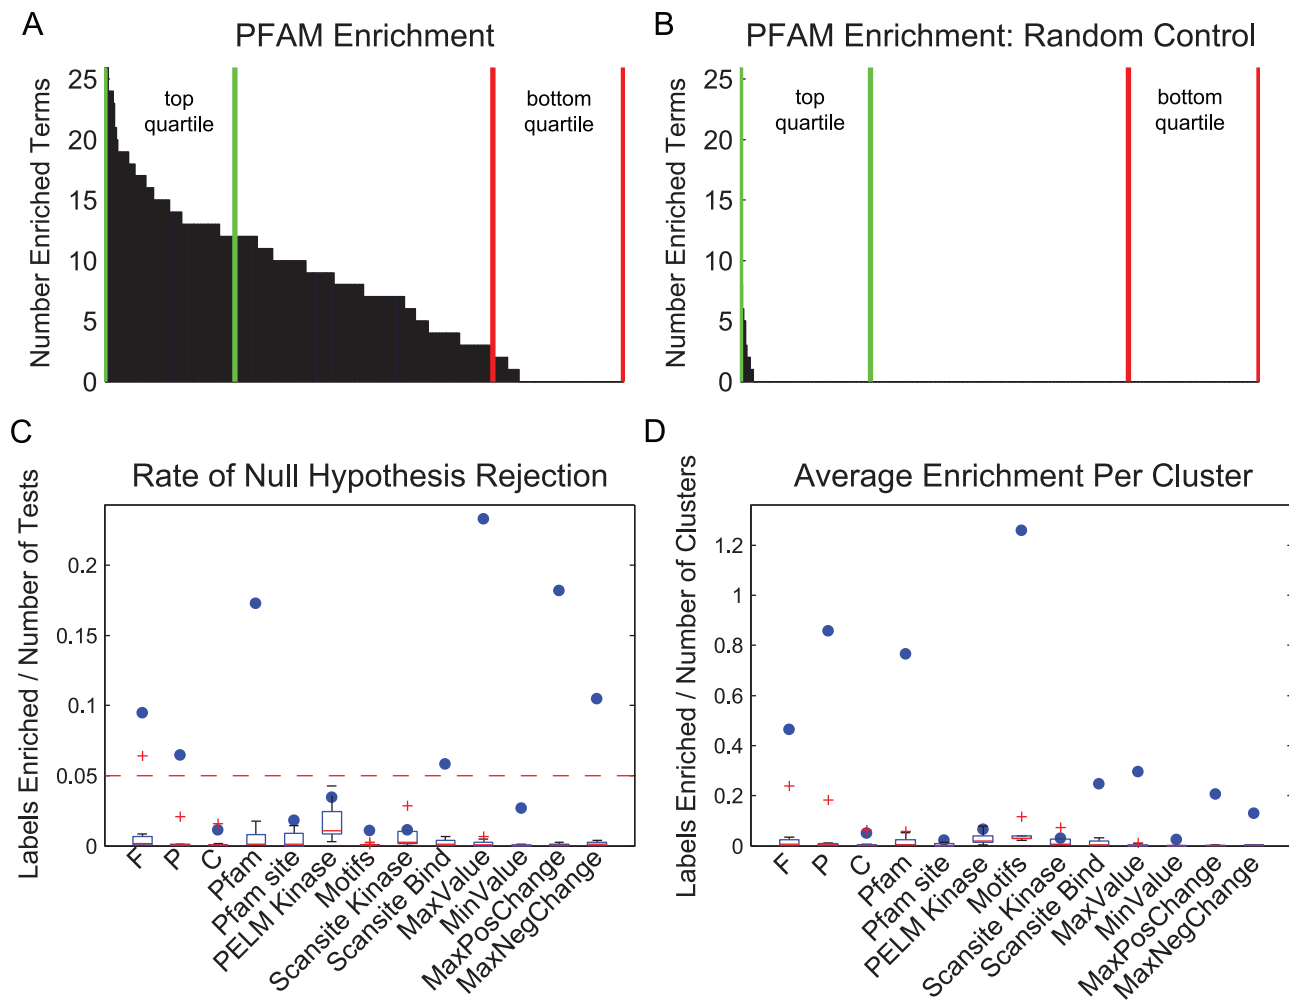 A
PFAM Enrichment
Number Enriched Terms
25
20
15
10
5
0
top
quartile
bottom
quartile
B
PFAM Enrichment: Random Control
Number Enriched Terms
25
20
15
10
5
0
top
quartile
bottom
quartile
C
Rate of Null Hypothesis Rejection
Labels Enriched / Number of Tests
0.2
0.15
0.1
0.05
0
F
P
C
Pfam
Pfam site
PELM Kinase
Motifs
Scansite Kinase
Scansite Bind
MaxValue
MinValue
MaxPosChange
MaxNegChange
D
Average Enrichment Per Cluster
Labels Enriched / Number of Clusters
1.2
1
0.8
0.6
0.4
0.2
0
F
P
C
Pfam
Pfam site
PELM Kinase
Motifs
Scansite Kinase
Scansite Bind
MaxValue
MinValue
MaxPosChange
MaxNegChange